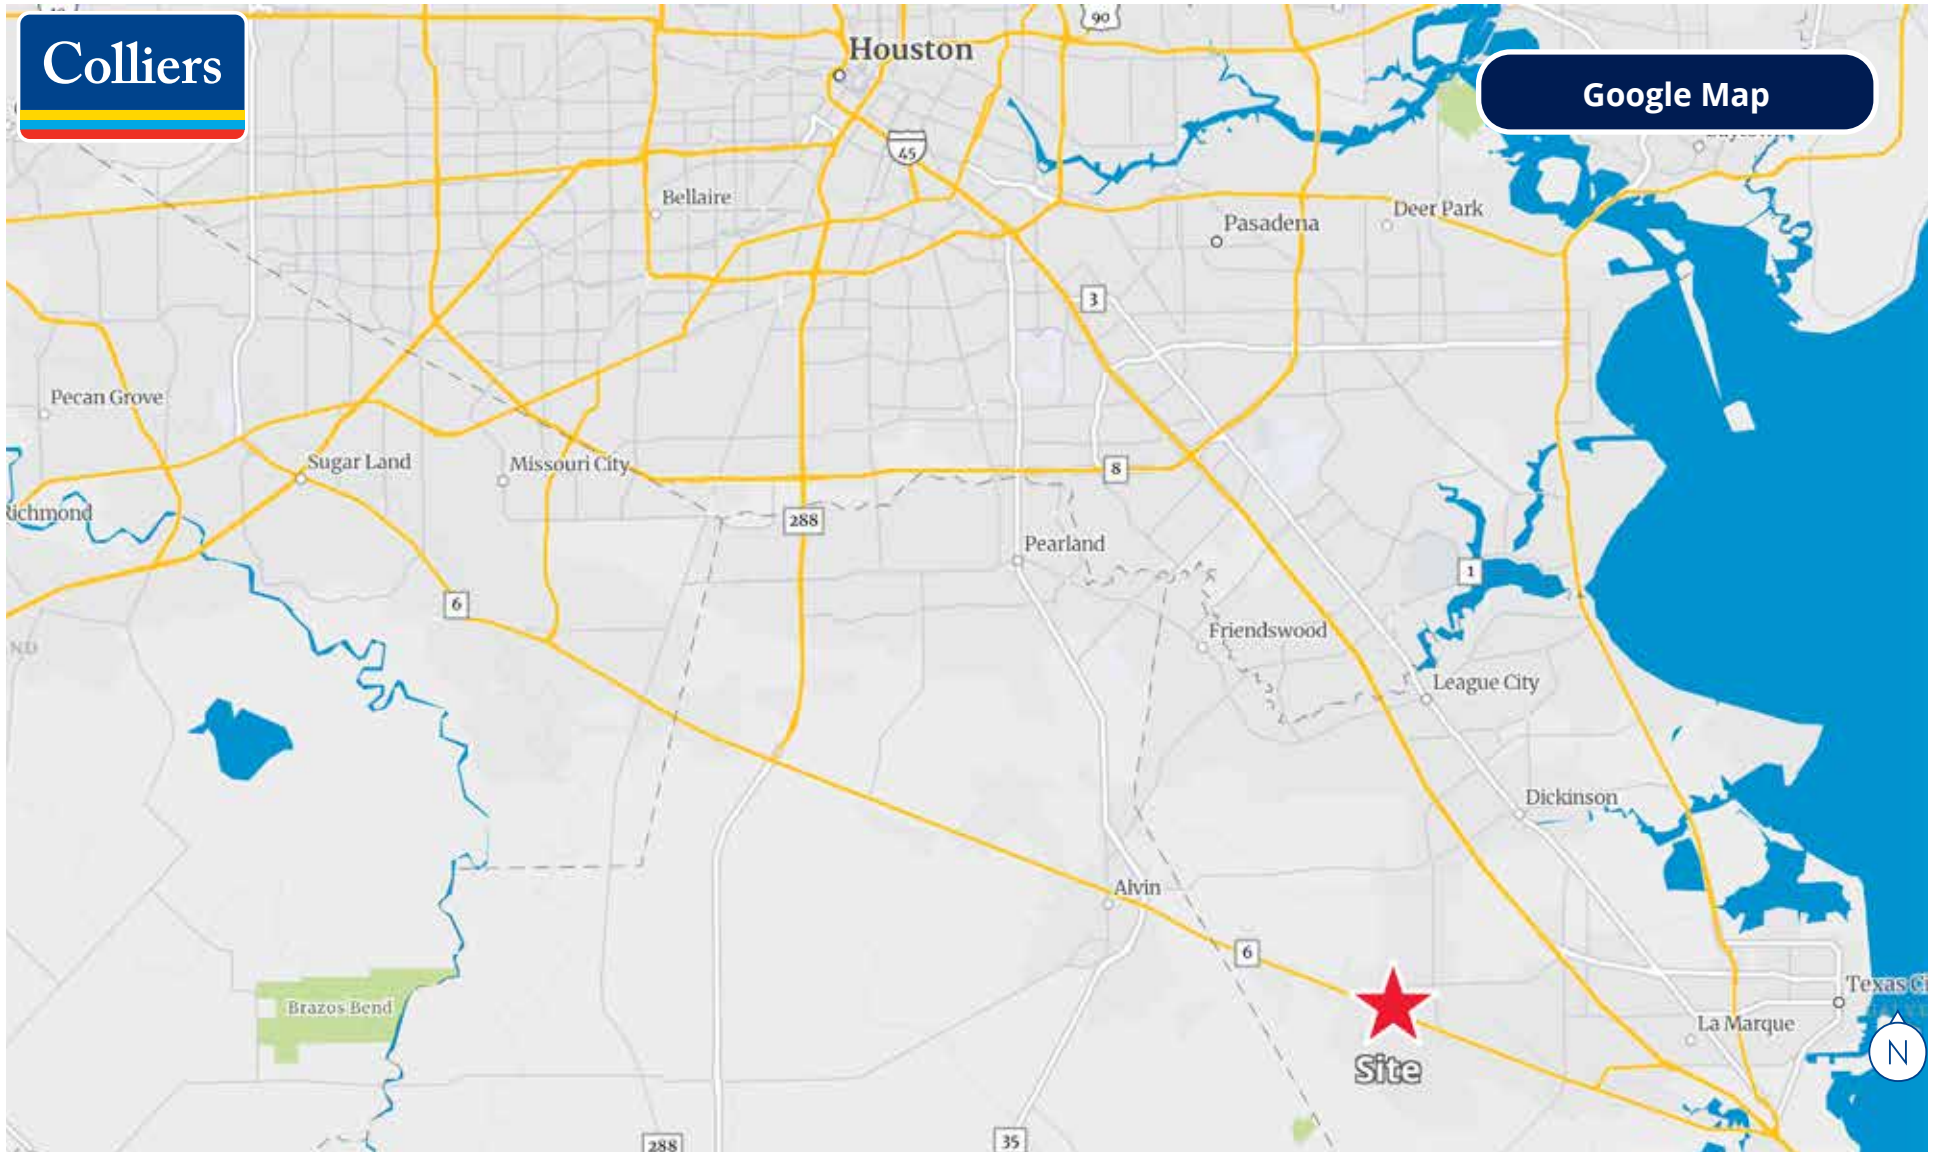 90
Houston
Colliers
Google Map
45
Bellaire
Deer Park
Pasadena
3
Pecan Grove
Sugar Land
Missouri City
8
Richmond
288
Pearland
1
6
Friendswood
ND
League City
Dickinson
Alvin
6
Texas Ci
Brazos Bend
La Marque
N
Site
288
35